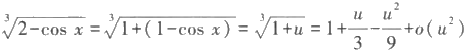 ∛(2-cos x) = ∛(1+(1-cos x)) = ∛(1+u) = 1+u/3-u²/9+o(u²)